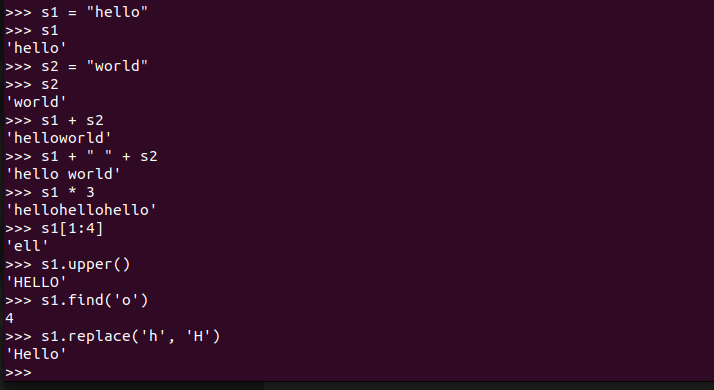 >>> s1 = "hello"
>>> s1
'hello'
>>> s2 = "world"
>>> s2
'world'
>>> s1 + s2
'helloworld'
>>> s1 + " " + s2
'hello world'
>>> s1 * 3
'hellohellohello'
>>> s1[1:4]
'ell'
>>> s1.upper()
'HELLO'
>>> s1.find('o')
4
>>> s1.replace('h', 'H')
'Hello'
>>>